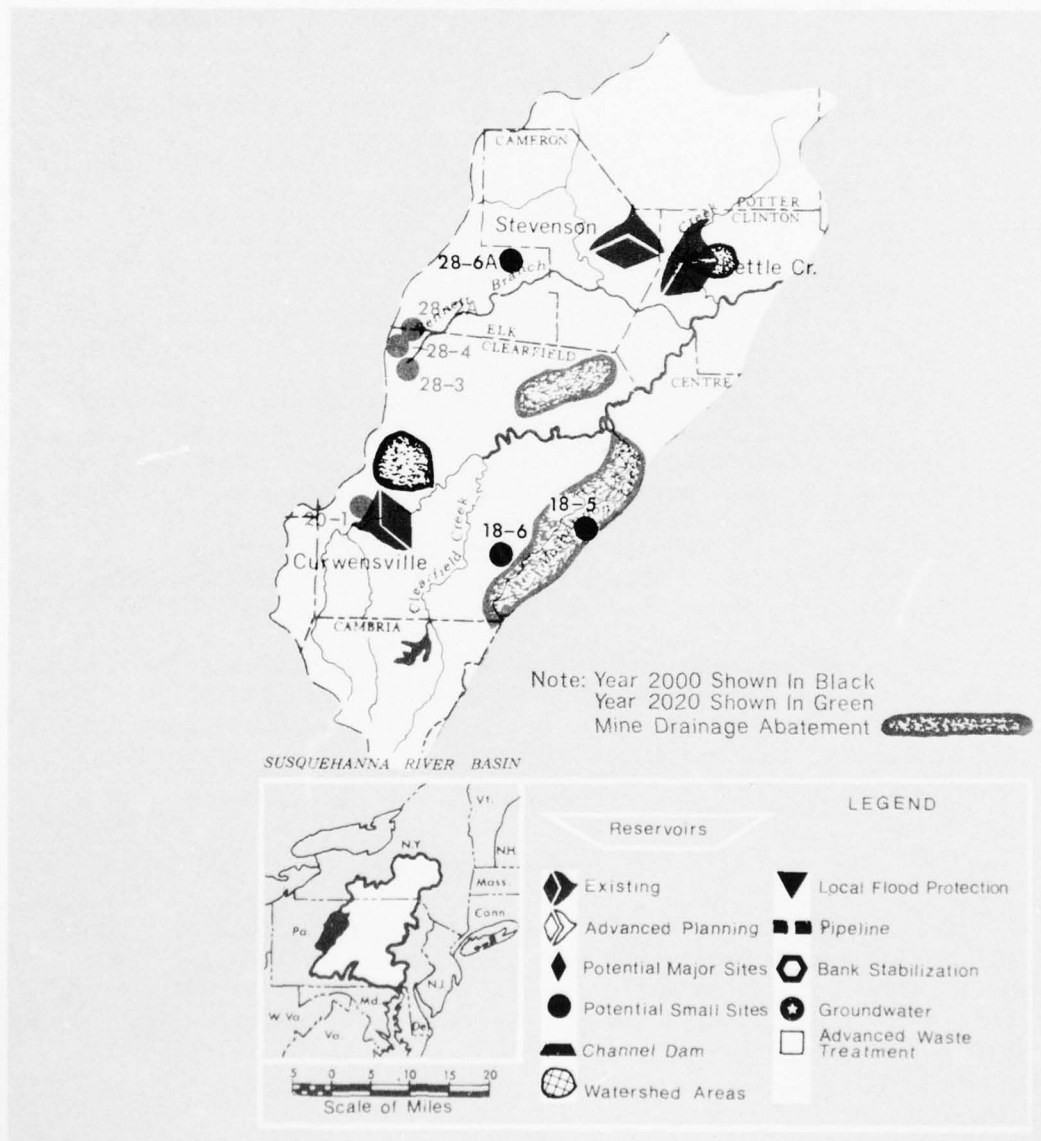 CAMERON
POTTER
CLINTON
Creek
Stevenson
Kettle Cr.
28-6A
Branch
Bennett
ELK
28-4
CLEARFIELD
28-3
CENTRE
18-5
20-1
18-6
Clearfield Creek
Curwensville
CAMBRIA
Note: Year 2000 Shown In Black
Year 2020 Shown In Green
Mine Drainage Abatement
SUSQUEHANNA RIVER BASIN
Vt.
N.Y.
N.H.
Mass.
Conn.
Pa.
N.J.
Md.
W. Va.
Va.
De.
5 0 5 10 15 20
Scale of Miles
LEGEND
Reservoirs
Existing
Advanced Planning
Potential Major Sites
Potential Small Sites
Channel Dam
Watershed Areas
Local Flood Protection
Pipeline
Bank Stabilization
Groundwater
Advanced Waste
Treatment